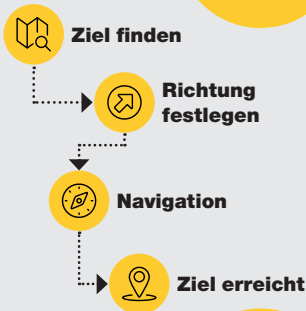 Ziel finden
Richtung
festlegen
Navigation
Ziel erreicht